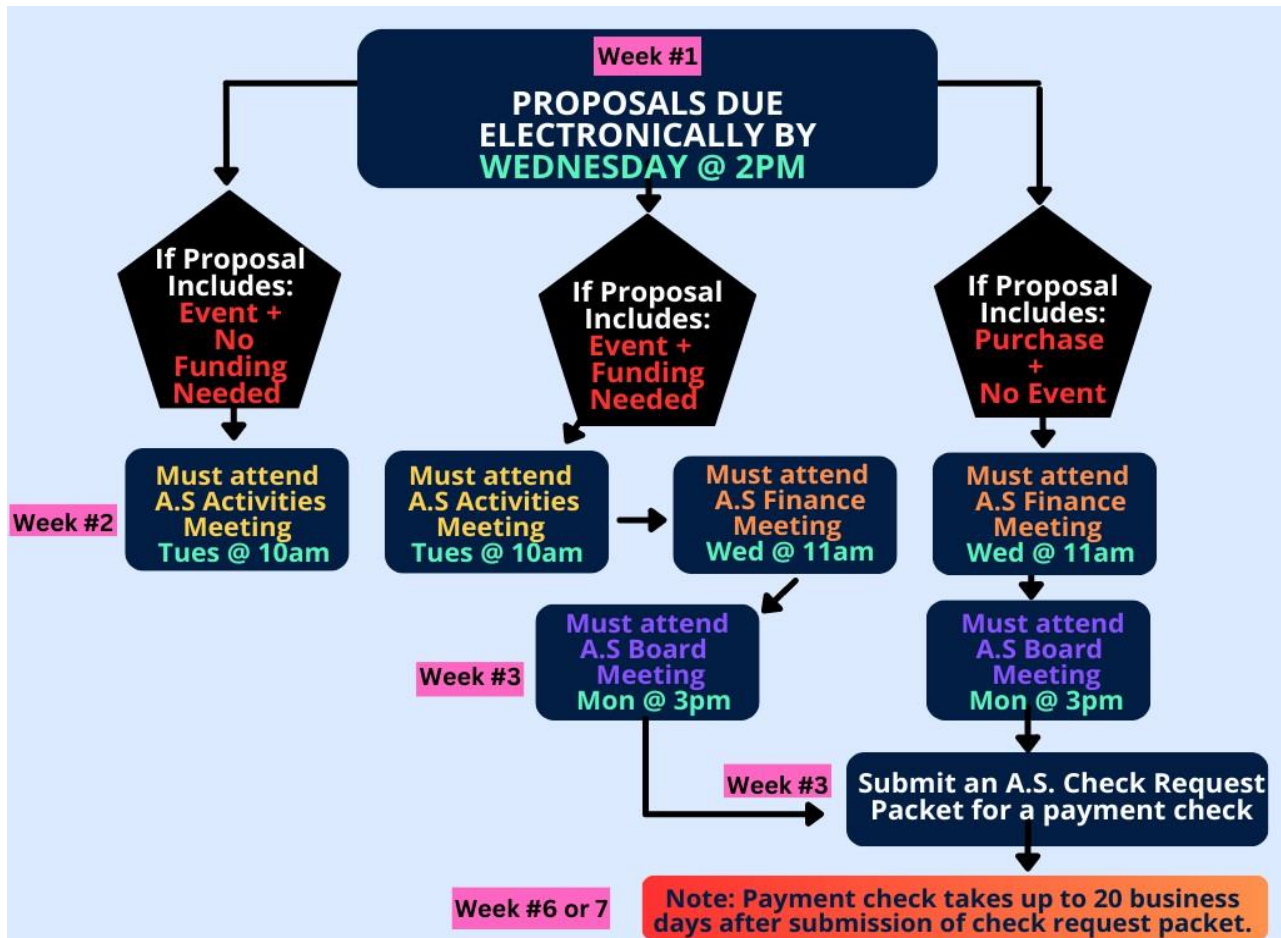 Week #1
PROPOSALS DUE
ELECTRONICALLY BY
WEDNESDAY @ 2PM
If Proposal
Includes:
Event +
No
Funding
Needed
If Proposal
Includes:
Event +
Funding
Needed
If Proposal
Includes:
Purchase
+
No Event
Week #2
Must attend
A.S Activities
Meeting
Tues @ 10am
Must attend
A.S Activities
Meeting
Tues @ 10am
Must attend
A.S Finance
Meeting
Wed @ 11am
Must attend
A.S Finance
Meeting
Wed @ 11am
Week #3
Must attend
A.S Board
Meeting
Mon @ 3pm
Must attend
A.S Board
Meeting
Mon @ 3pm
Week #3
Submit an A.S. Check Request
Packet for a payment check
Week #6 or 7
Note: Payment check takes up to 20 business
days after submission of check request packet.